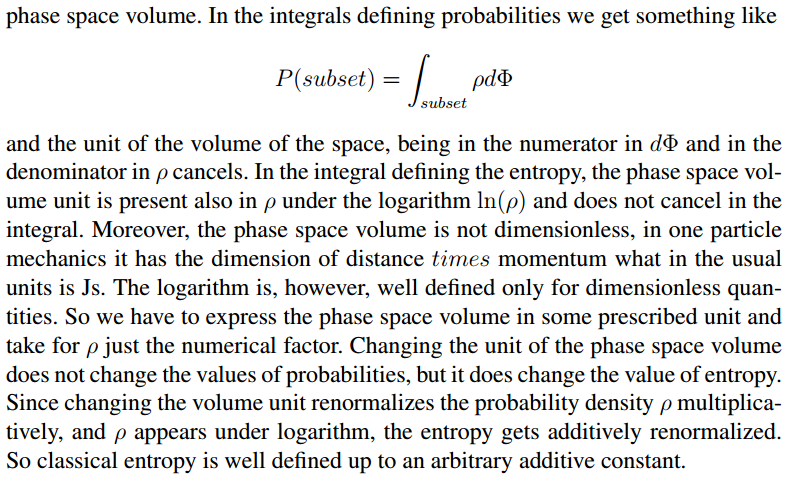 phase space volume. In the integrals defining probabilities we get something like
P(subset) = ∫_{subset} ρdΦ
and the unit of the volume of the space, being in the numerator in dΦ and in the
denominator in ρ cancels. In the integral defining the entropy, the phase space vol-
ume unit is present also in ρ under the logarithm ln(ρ) and does not cancel in the
integral. Moreover, the phase space volume is not dimensionless, in one particle
mechanics it has the dimension of distance times momentum what in the usual
units is Js. The logarithm is, however, well defined only for dimensionless quan-
tities. So we have to express the phase space volume in some prescribed unit and
take for ρ just the numerical factor. Changing the unit of the phase space volume
does not change the values of probabilities, but it does change the value of entropy.
Since changing the volume unit renormalizes the probability density ρ multiplica-
tively, and ρ appears under logarithm, the entropy gets additively renormalized.
So classical entropy is well defined up to an arbitrary additive constant.